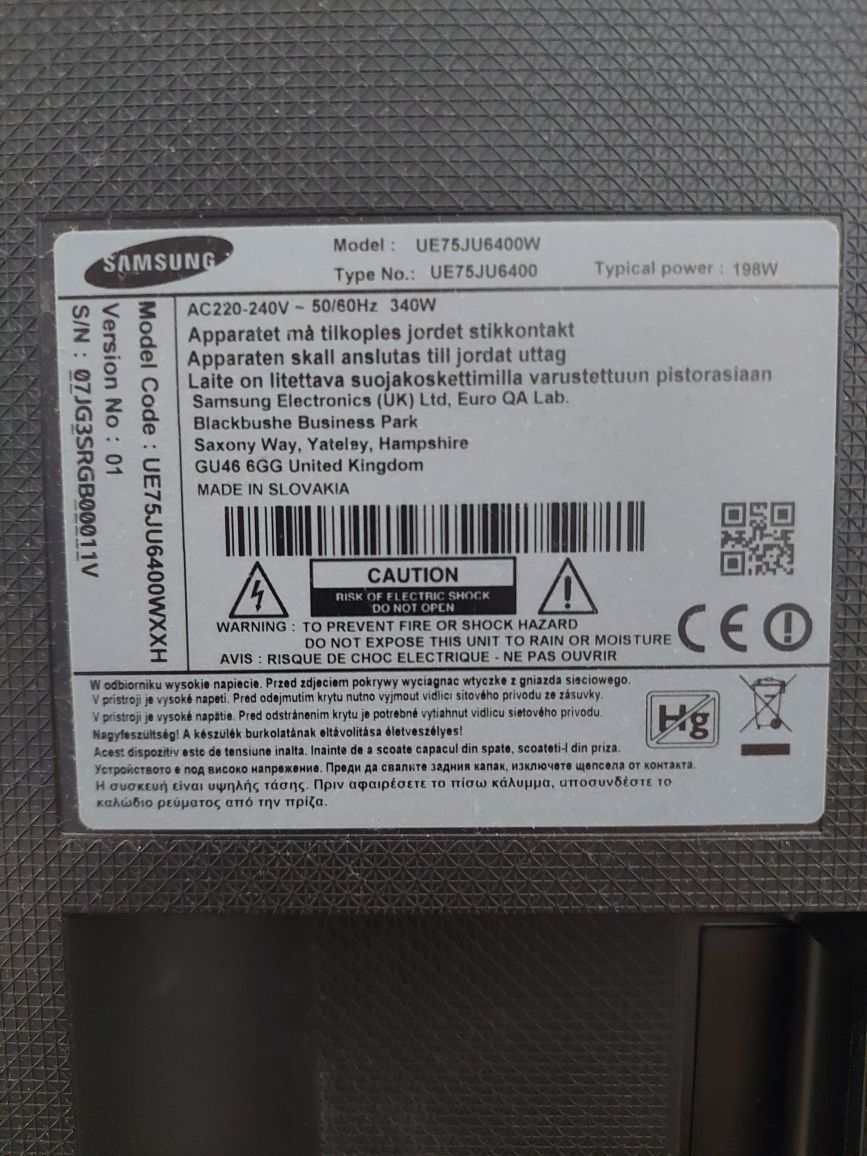 SAMSUNG
Model : UE75JU6400W
Type No.: UE75JU6400
Typical power : 198W
Model Code : UE75JU6400WXXH
Version No : 01
S/N : 07JG3SRGB00011V
AC220-240V ~ 50/60Hz 340W
Apparatet må tilkoples jordet stikkontakt
Apparaten skall anslutas till jordat uttag
Laite on litettava suojakoskettimilla varustettuun pistorasiaan
Samsung Electronics (UK) Ltd, Euro QA Lab.
Blackbushe Business Park
Saxony Way, Yateley, Hampshire
GU46 6GG United Kingdom
MADE IN SLOVAKIA
CAUTION
RISK OF ELECTRIC SHOCK
DO NOT OPEN
WARNING : TO PREVENT FIRE OR SHOCK HAZARD
DO NOT EXPOSE THIS UNIT TO RAIN OR MOISTURE
AVIS : RISQUE DE CHOC ELECTRIQUE - NE PAS OUVRIR
CE
W odbiorniku wysokie napiecie. Przed zdjeciem pokrywy wyciagnac wtyczke z gniazda sieciowego.
V pristroji je vysoké napeti. Pred odejmutim krytu nutno vyjmout vidlici sitového privodu ze zásuvky.
V pristroji je vysoké napätie. Pred odstránenim krytu je potrebné vytiahnut vidlicu sietového privodu.
Nagyfeszültség! A készülék burkolatának eltávolitása életveszélyes!
Acest dispozitiv este de tensiune inalta. Inainte de a scoate capacul din spate, scoateti-l din priza.
Устройството е под високо напрежение. Преди да свалите задния капак, изключете щепсела от контакта.
Η συσκευή είναι υψηλής τάσης. Πριν αφαιρέσετε το πίσω κάλυμμα, αποσυνδέστε το
καλώδιο ρεύματος από την πρίζα.
Hg